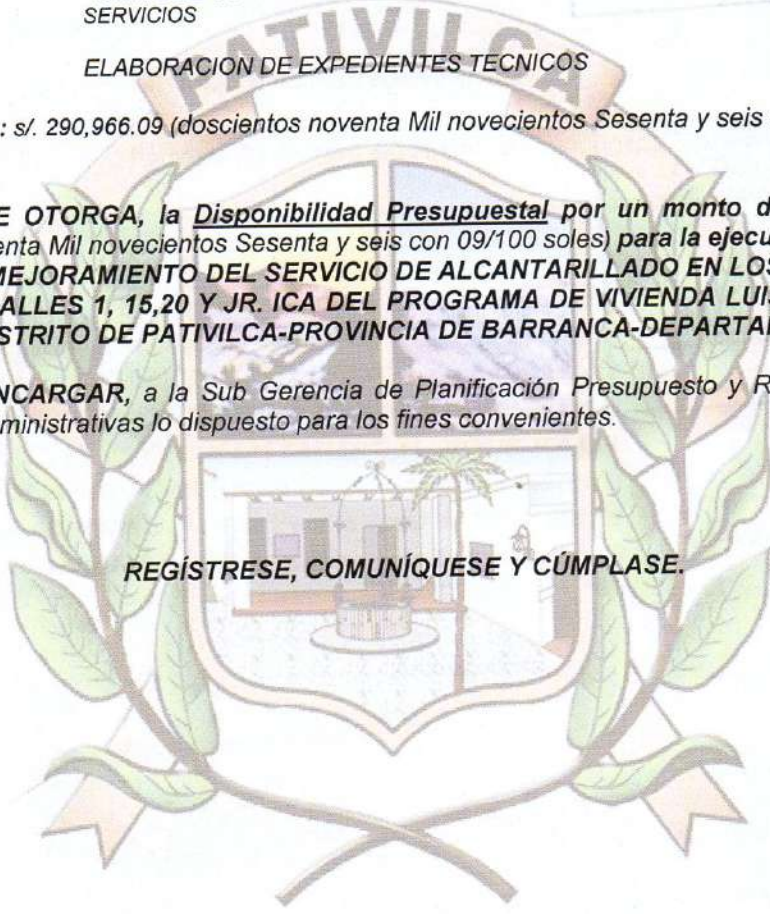 SERVICIOS
ELABORACION DE EXPEDIENTES TECNICOS
PATIVILCA
: s/. 290,966.09 (doscientos noventa Mil novecientos Sesenta y seis
E OTORGA, la Disponibilidad Presupuestal por un monto d
enta Mil novecientos Sesenta y seis con 09/100 soles) para la ejecu
MEJORAMIENTO DEL SERVICIO DE ALCANTARILLADO EN LOS
ALLES 1, 15,20 Y JR. ICA DEL PROGRAMA DE VIVIENDA LUIS
STRITO DE PATIVILCA-PROVINCIA DE BARRANCA-DEPARTA
NCARGAR, a la Sub Gerencia de Planificación Presupuesto y R
ministrativas lo dispuesto para los fines convenientes.
REGÍSTRESE, COMUNÍQUESE Y CÚMPLASE.